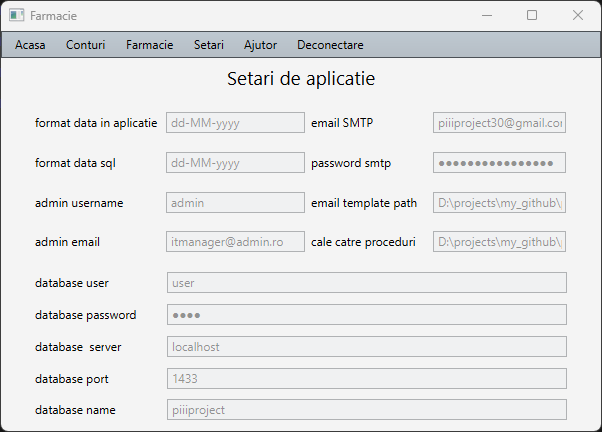 Farmacie
Acasa Conturi Farmacie Setari Ajutor Deconectare
Setari de aplicatie
format data in aplicatie dd-MM-yyyy email SMTP piiiproject30@gmail.co
format data sql dd-MM-yyyy password smtp ●●●●●●●●●●●●●●●●
admin username admin email template path D:\projects\my_github\
admin email itmanager@admin.ro cale catre proceduri D:\projects\my_github\
database user user
database password ●●●●
database server localhost
database port 1433
database name piiiproject